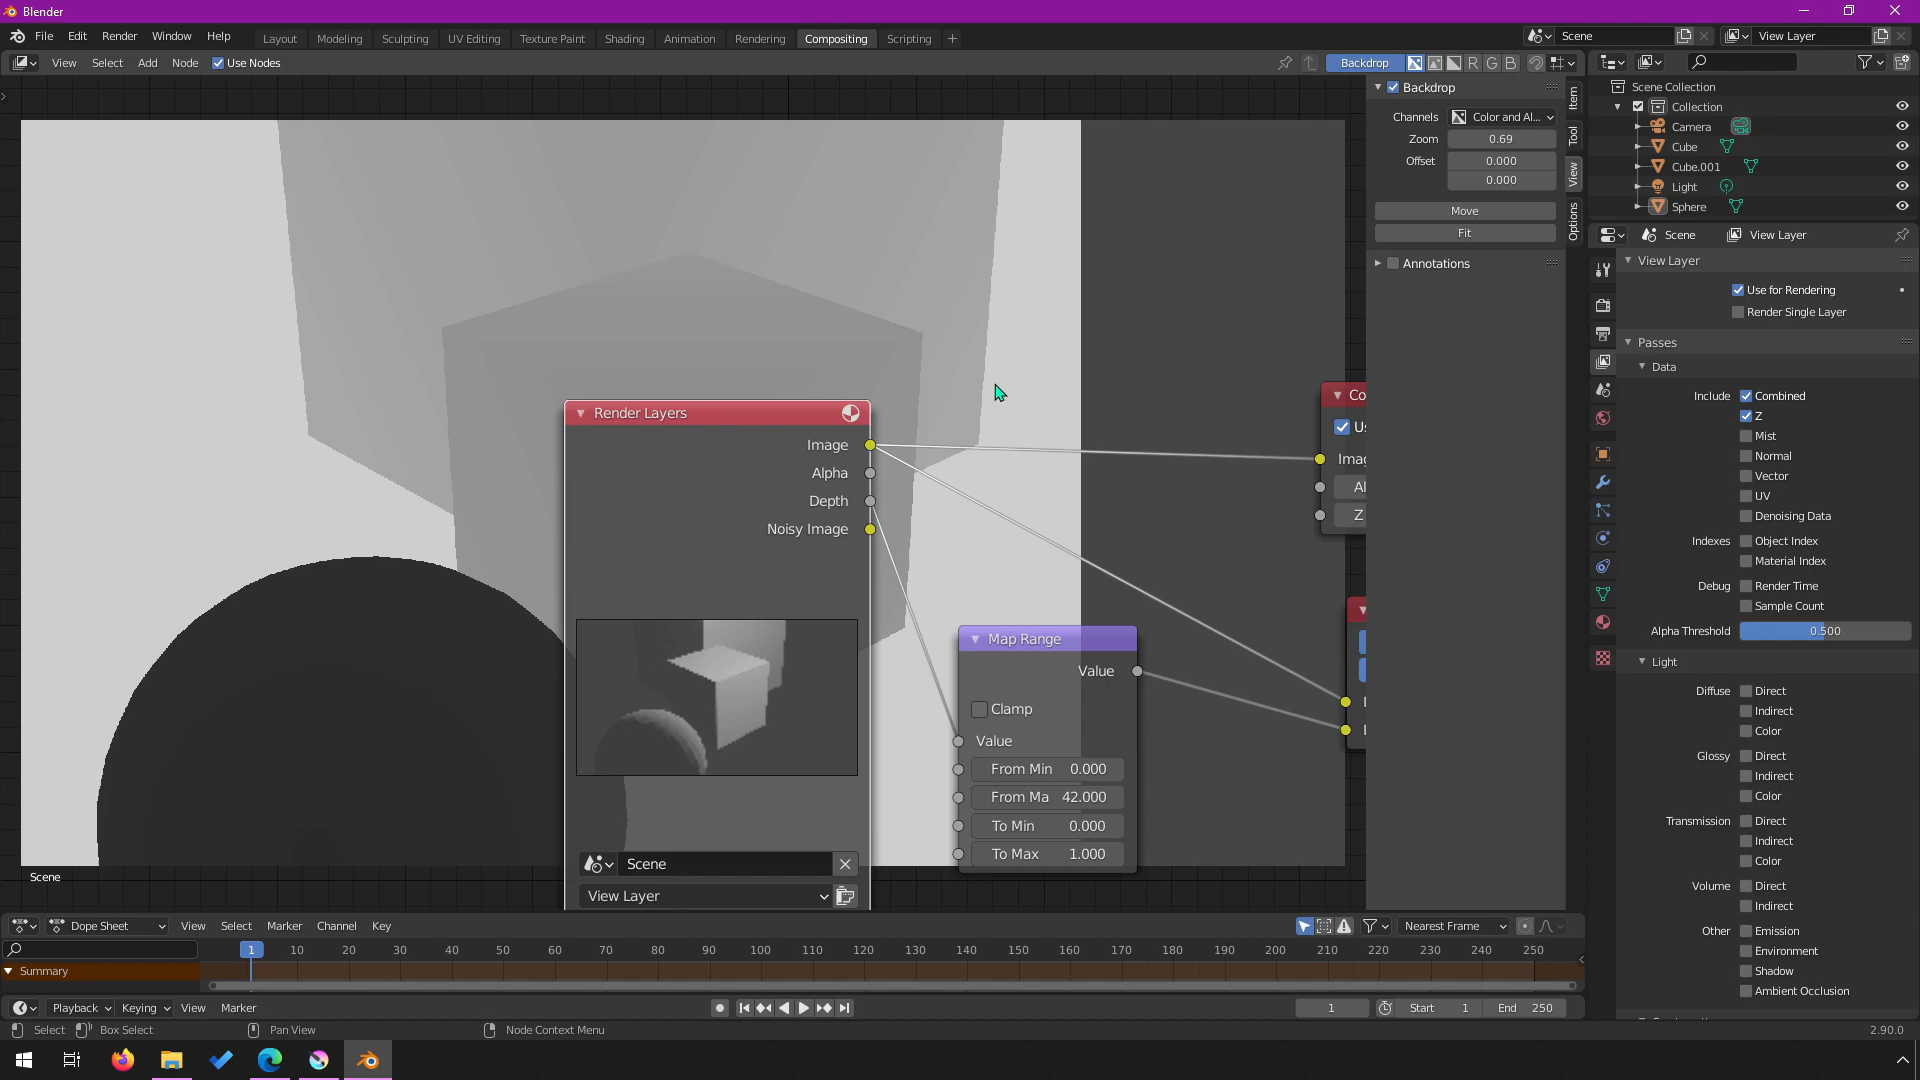 Blender
File Edit Render Window Help Layout Modeling Sculpting UV Editing Texture Paint Shading Animation Rendering Compositing Scripting + Scene View Layer
View Select Add Node Use Nodes Backdrop R G B
Backdrop
Channels Color and Al...
Zoom 0.69
Offset 0.000
0.000
Move
Fit
Annotations
Item
Tool
View
Options
Render Layers
Image
Alpha
Depth
Noisy Image
Scene
View Layer
Map Range
Value
Clamp
Value
From Min 0.000
From Ma 42.000
To Min 0.000
To Max 1.000
Co
Us
Imag
Al
Z
Scene
Scene Collection
Collection
Camera
Cube
Cube.001
Light
Sphere
Scene View Layer
View Layer
Use for Rendering
Render Single Layer
Passes
Data
Include Combined
Z
Mist
Normal
Vector
UV
Denoising Data
Indexes Object Index
Material Index
Debug Render Time
Sample Count
Alpha Threshold 0.500
Light
Diffuse Direct
Indirect
Color
Glossy Direct
Indirect
Color
Transmission Direct
Indirect
Color
Volume Direct
Indirect
Other Emission
Environment
Shadow
Ambient Occlusion
Dope Sheet View Select Marker Channel Key Nearest Frame
1 10 20 30 40 50 60 70 80 90 100 110 120 130 140 150 160 170 180 190 200 210 220 230 240 250
Summary
Playback Keying View Marker 1 Start 1 End 250
Select Box Select Pan View Node Context Menu 2.90.0